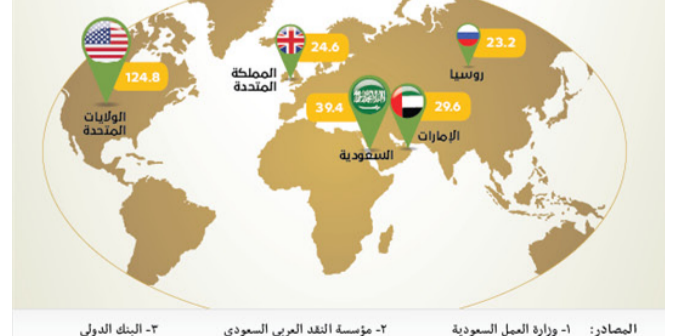 23.2
روسيا
24.6
المملكة
المتحدة
124.8
الولايات
المتحدة
29.6
الإمارات
39.4
السعودية
المصادر: ١- وزارة العمل السعودية ٢- مؤسسة النقد العربي السعودي ٣- البنك الدولي